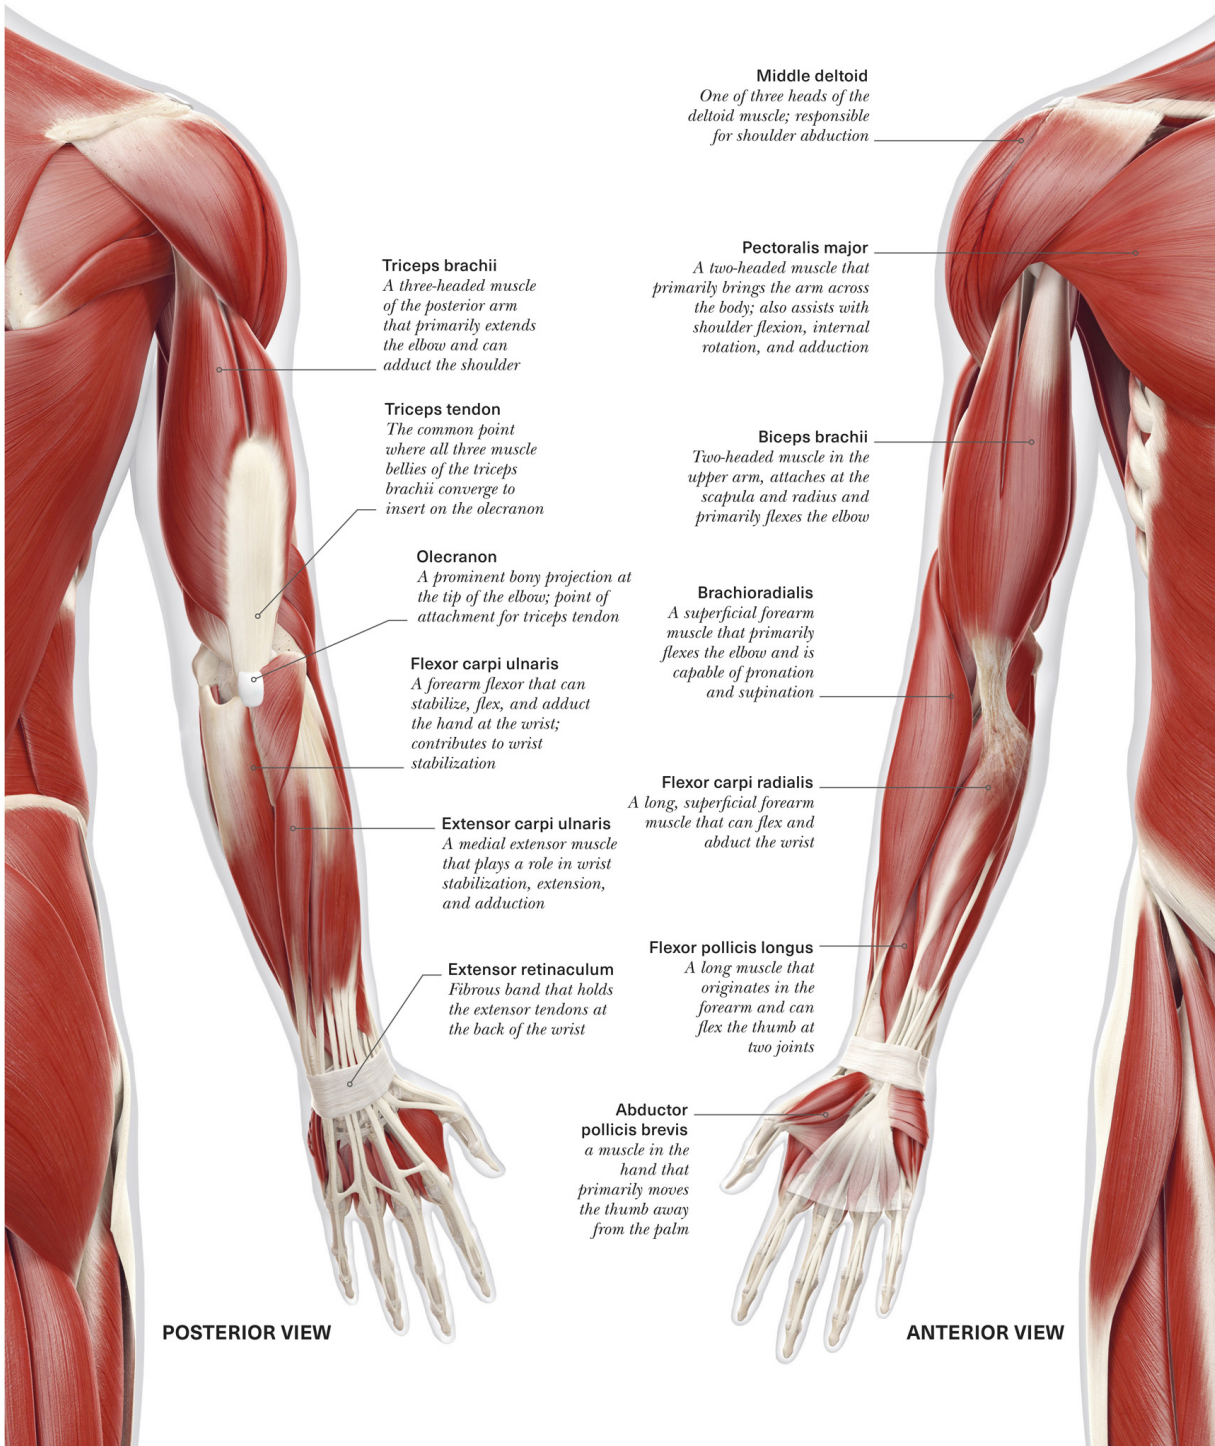 Middle deltoid
One of three heads of the
deltoid muscle; responsible
for shoulder abduction
Pectoralis major
A two-headed muscle that
primarily brings the arm across
the body; also assists with
shoulder flexion, internal
rotation, and adduction
Triceps brachii
A three-headed muscle
of the posterior arm
that primarily extends
the elbow and can
adduct the shoulder
Triceps tendon
The common point
where all three muscle
bellies of the triceps
brachii converge to
insert on the olecranon
Biceps brachii
Two-headed muscle in the
upper arm, attaches at the
scapula and radius and
primarily flexes the elbow
Olecranon
A prominent bony projection at
the tip of the elbow; point of
attachment for triceps tendon
Brachioradialis
A superficial forearm
muscle that primarily
flexes the elbow and is
capable of pronation
and supination
Flexor carpi ulnaris
A forearm flexor that can
stabilize, flex, and adduct
the hand at the wrist;
contributes to wrist
stabilization
Flexor carpi radialis
A long, superficial forearm
muscle that can flex and
abduct the wrist
Extensor carpi ulnaris
A medial extensor muscle
that plays a role in wrist
stabilization, extension,
and adduction
Flexor pollicis longus
A long muscle that
originates in the
forearm and can
flex the thumb at
two joints
Extensor retinaculum
Fibrous band that holds
the extensor tendons at
the back of the wrist
Abductor
pollicis brevis
a muscle in the
hand that
primarily moves
the thumb away
from the palm
POSTERIOR VIEW
ANTERIOR VIEW